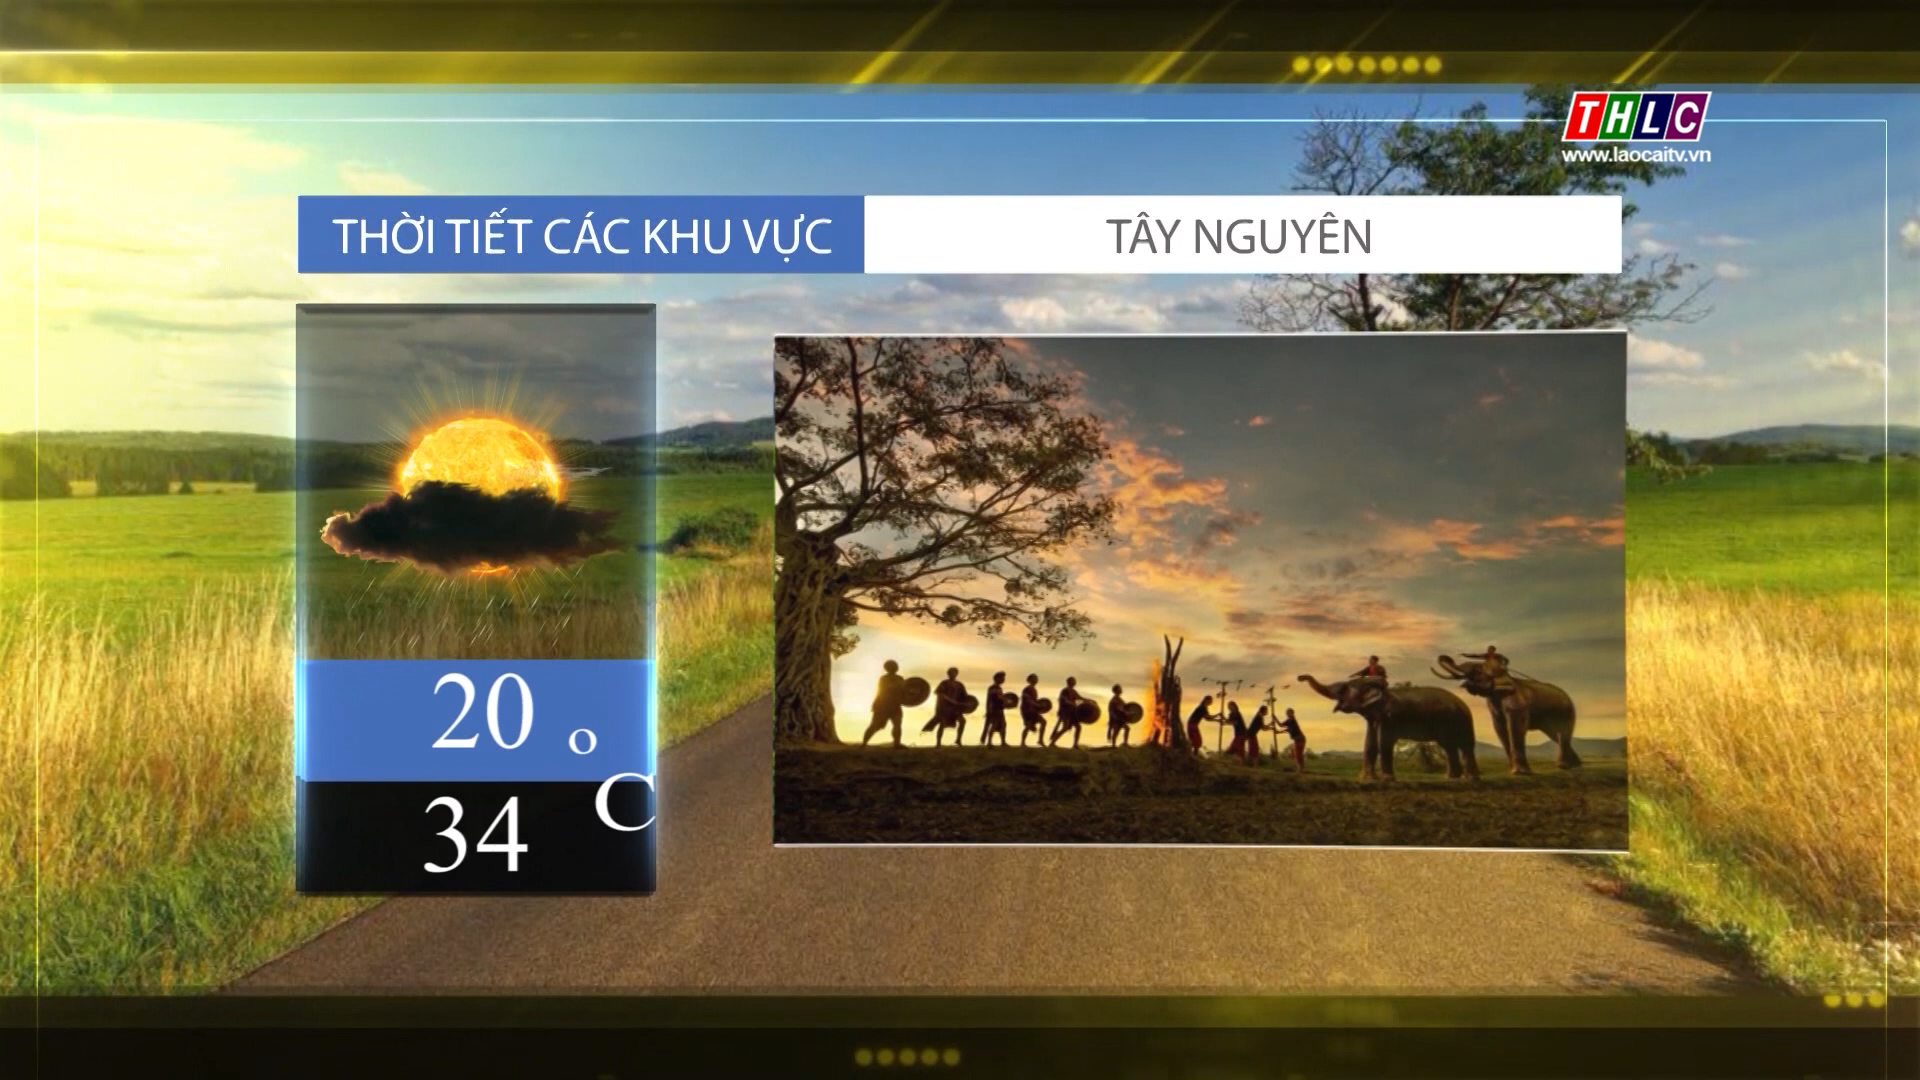 THLC
www.laocaitv.vn
THỜI TIẾT CÁC KHU VỰC TÂY NGUYÊN
20
o
C
34